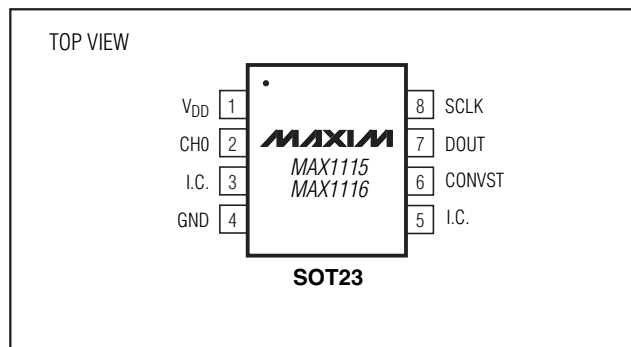 TOP VIEW
VDD 1 8 SCLK
CH0 2 MAXIM 7 DOUT
MAX1115
I.C. 3 MAX1116 6 CONVST
GND 4 5 I.C.
SOT23